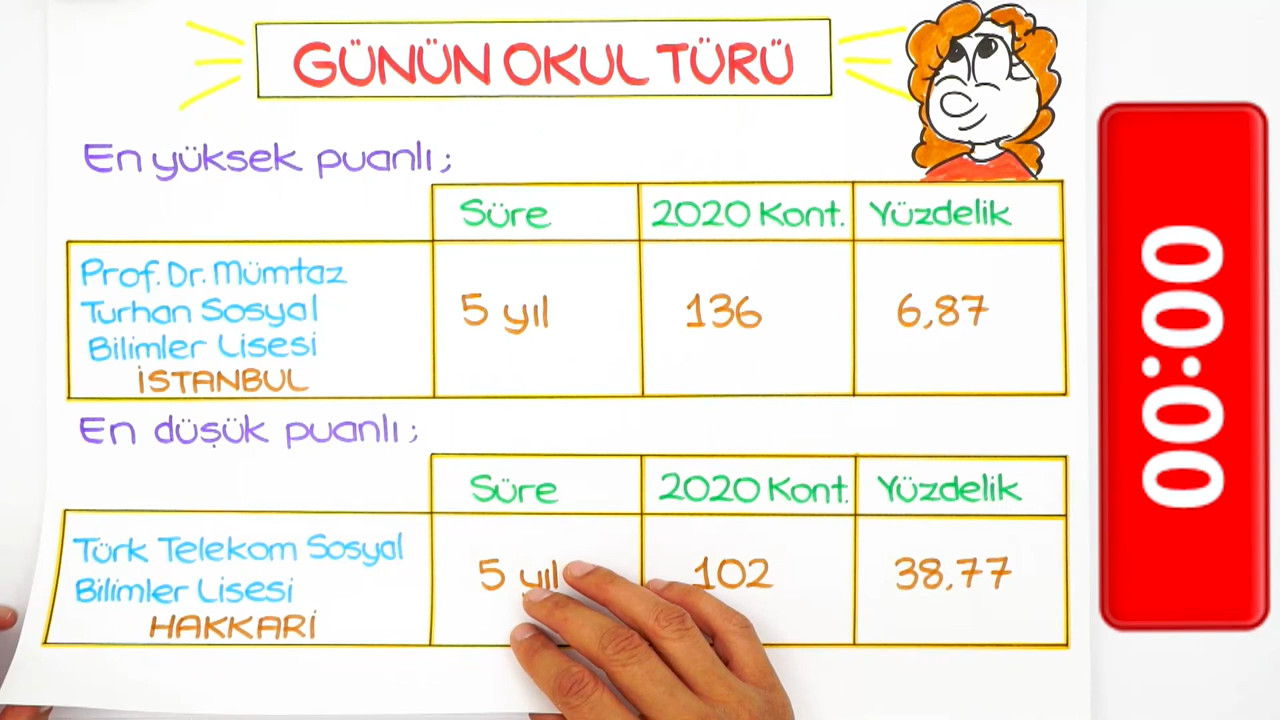 GÜNÜN OKUL TÜRÜ
En yüksek puanlı;
Süre 2020 Kont. Yüzdelik
Prof. Dr. Mümtaz
Turhan Sosyal
Bilimler Lisesi
İSTANBUL
5 yıl 136 6,87
En düşük puanlı;
Süre 2020 Kont. Yüzdelik
Türk Telekom Sosyal
Bilimler Lisesi
HAKKARİ
5 yıl 102 38,77
00:00